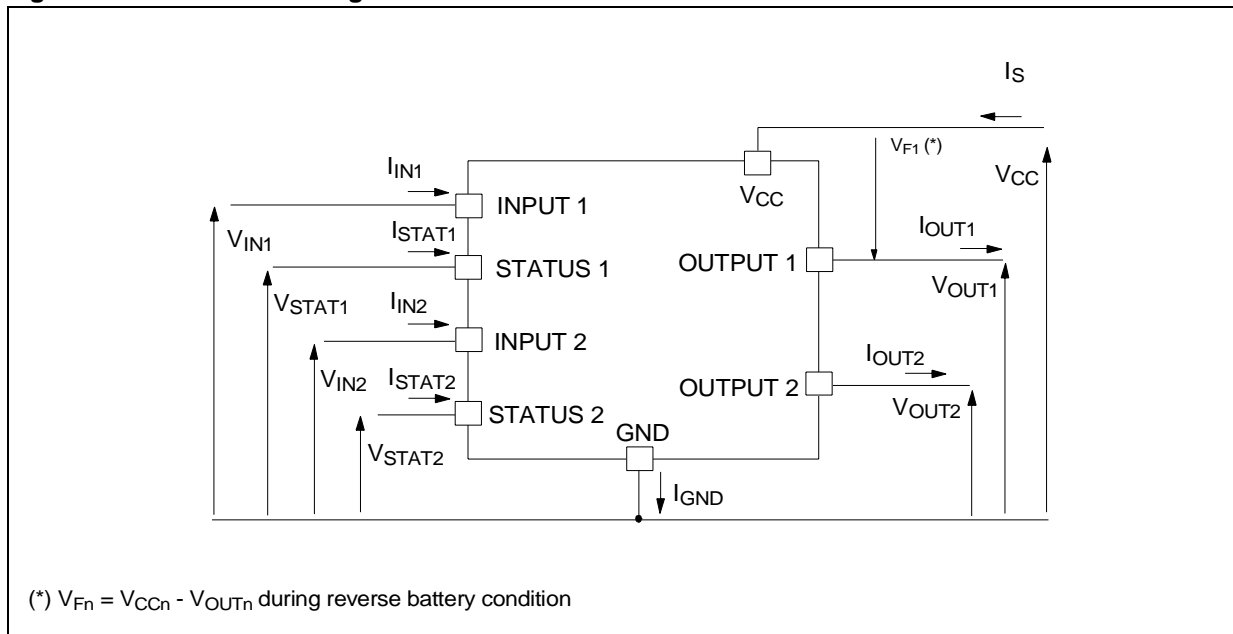 IS
VF1 (*)
VCC
VCC
IIN1
INPUT 1
VIN1
ISTAT1
STATUS 1
OUTPUT 1
IOUT1
VOUT1
VSTAT1
IIN2
INPUT 2
VIN2
ISTAT2
STATUS 2
OUTPUT 2
IOUT2
VOUT2
VSTAT2
GND
IGND
(*) VFn = VCCn - VOUTn during reverse battery condition